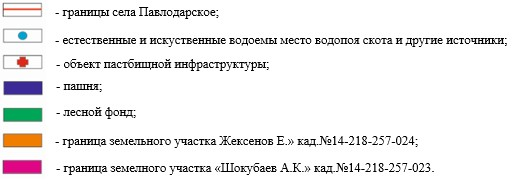 - границы села Павлодарское;
- естественные и искуственные водоемы место водопоя скота и другие источники;
- объект пастбищной инфраструктуры;
- пашня;
- лесной фонд;
- граница земельного участка Жексенов Е.» кад.№14-218-257-024;
- граница земелного участка «Шокубаев А.К.» кад.№14-218-257-023.